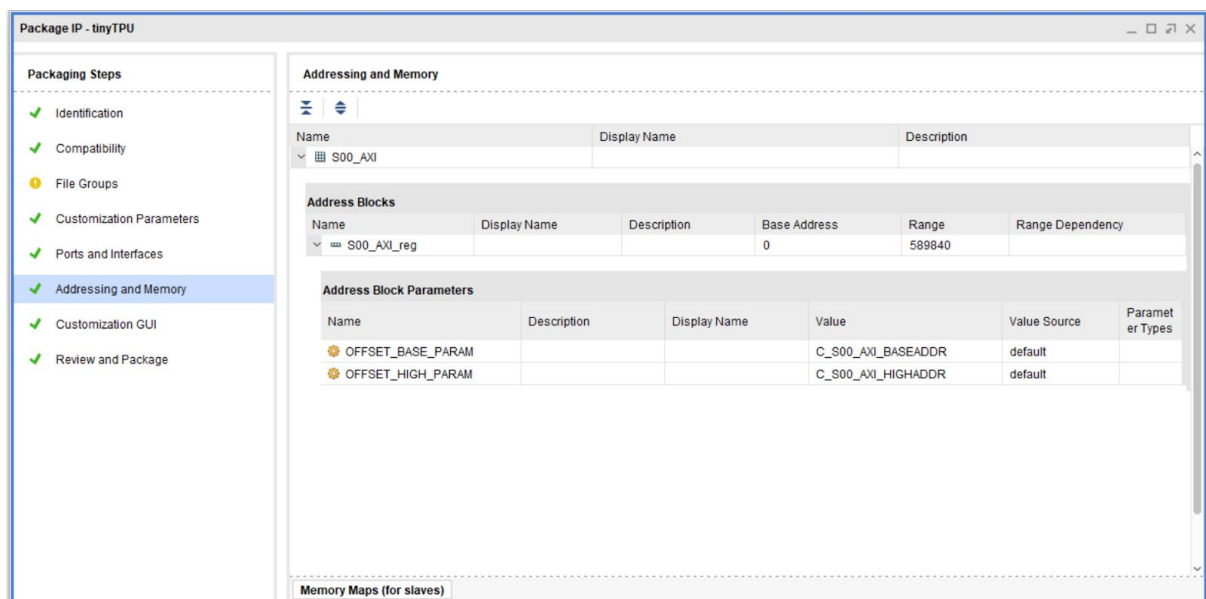 Package IP - tinyTPU
Packaging Steps
Identification
Compatibility
File Groups
Customization Parameters
Ports and Interfaces
Addressing and Memory
Customization GUI
Review and Package
Addressing and Memory
Name Display Name Description
S00_AXI
Address Blocks
Name Display Name Description Base Address Range Range Dependency
S00_AXI_reg 0 589840
Address Block Parameters
Name Description Display Name Value Value Source Paramet
er Types
OFFSET_BASE_PARAM C_S00_AXI_BASEADDR default
OFFSET_HIGH_PARAM C_S00_AXI_HIGHADDR default
Memory Maps (for slaves)